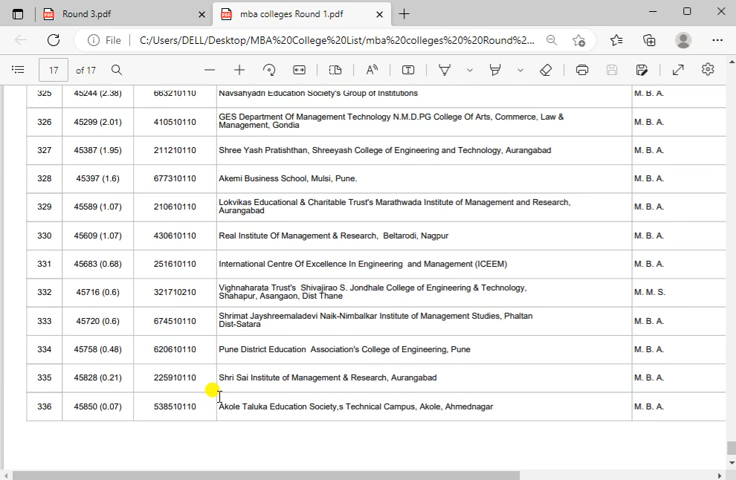 Round 3.pdf
mba colleges Round 1.pdf
File
C:/Users/DELL/Desktop/MBA%20College%20List/mba%20colleges%20%20Round%2...
17 of 17
325 45244 (2.38) 663210110 Navsahyadri Education Society's Group of Institutions M. B. A.
326 45299 (2.01) 410510110 GES Department Of Management Technology N.M.D.PG College Of Arts, Commerce, Law &
Management, Gondia M. B. A.
327 45387 (1.95) 211210110 Shree Yash Pratishthan, Shreeyash College of Engineering and Technology, Aurangabad M. B. A.
328 45397 (1.6) 677310110 Akemi Business School, Mulsi, Pune. M. B. A.
329 45589 (1.07) 210610110 Lokvikas Educational & Charitable Trust's Marathwada Institute of Management and Research,
Aurangabad M. B. A.
330 45609 (1.07) 430610110 Real Institute Of Management & Research, Beltarodi, Nagpur M. B. A.
331 45683 (0.68) 251610110 International Centre Of Excellence In Engineering and Management (ICEEM) M. B. A.
332 45716 (0.6) 321710210 Vighnaharata Trust's Shivajirao S. Jondhale College of Engineering & Technology,
Shahapur, Asangaon, Dist Thane M. M. S.
333 45720 (0.6) 674510110 Shrimat Jayshreemaladevi Naik-Nimbalkar Institute of Management Studies, Phaltan
Dist-Satara M. B. A.
334 45758 (0.48) 620610110 Pune District Education Association's College of Engineering, Pune M. B. A.
335 45828 (0.21) 225910110 Shri Sai Institute of Management & Research, Aurangabad M. B. A.
336 45850 (0.07) 538510110 Akole Taluka Education Society,s Technical Campus, Akole, Ahmednagar M. B. A.